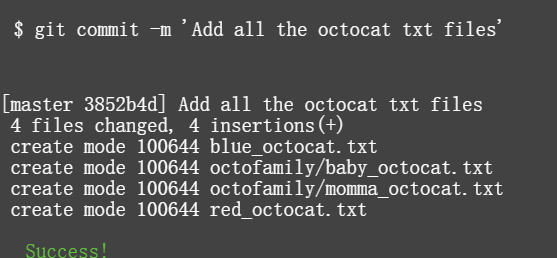 $ git commit -m 'Add all the octocat txt files'
[master 3852b4d] Add all the octocat txt files
4 files changed, 4 insertions(+)
create mode 100644 blue_octocat.txt
create mode 100644 octofamily/baby_octocat.txt
create mode 100644 octofamily/momma_octocat.txt
create mode 100644 red_octocat.txt
Success!